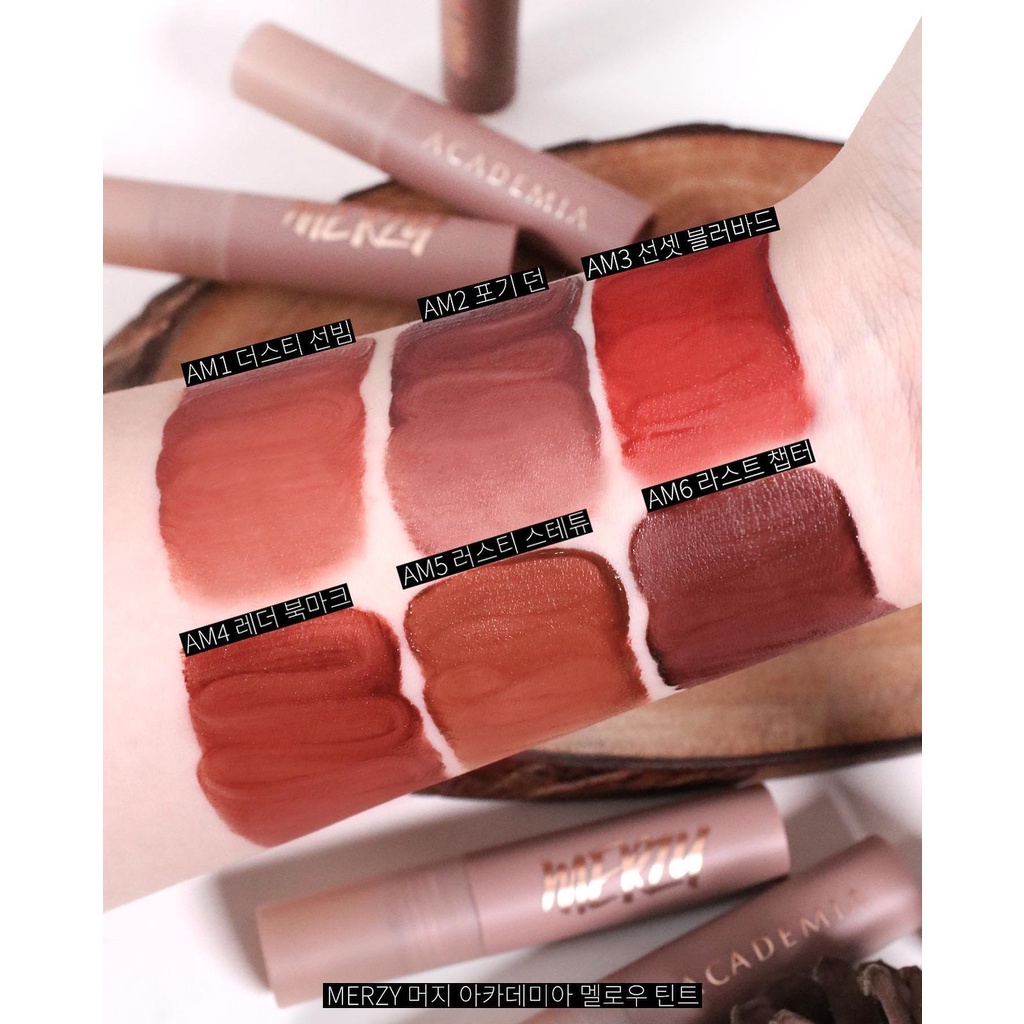 ACADEMIA
MERZY
AM1 더스티 선빔
AM2 포기 던
AM3 선셋 블러바드
AM4 레더 북마크
AM5 러스티 스테튜
AM6 라스트 챕터
MERZY
ACADEMIA
MERZY 머지 아카데미아 멜로우 틴트